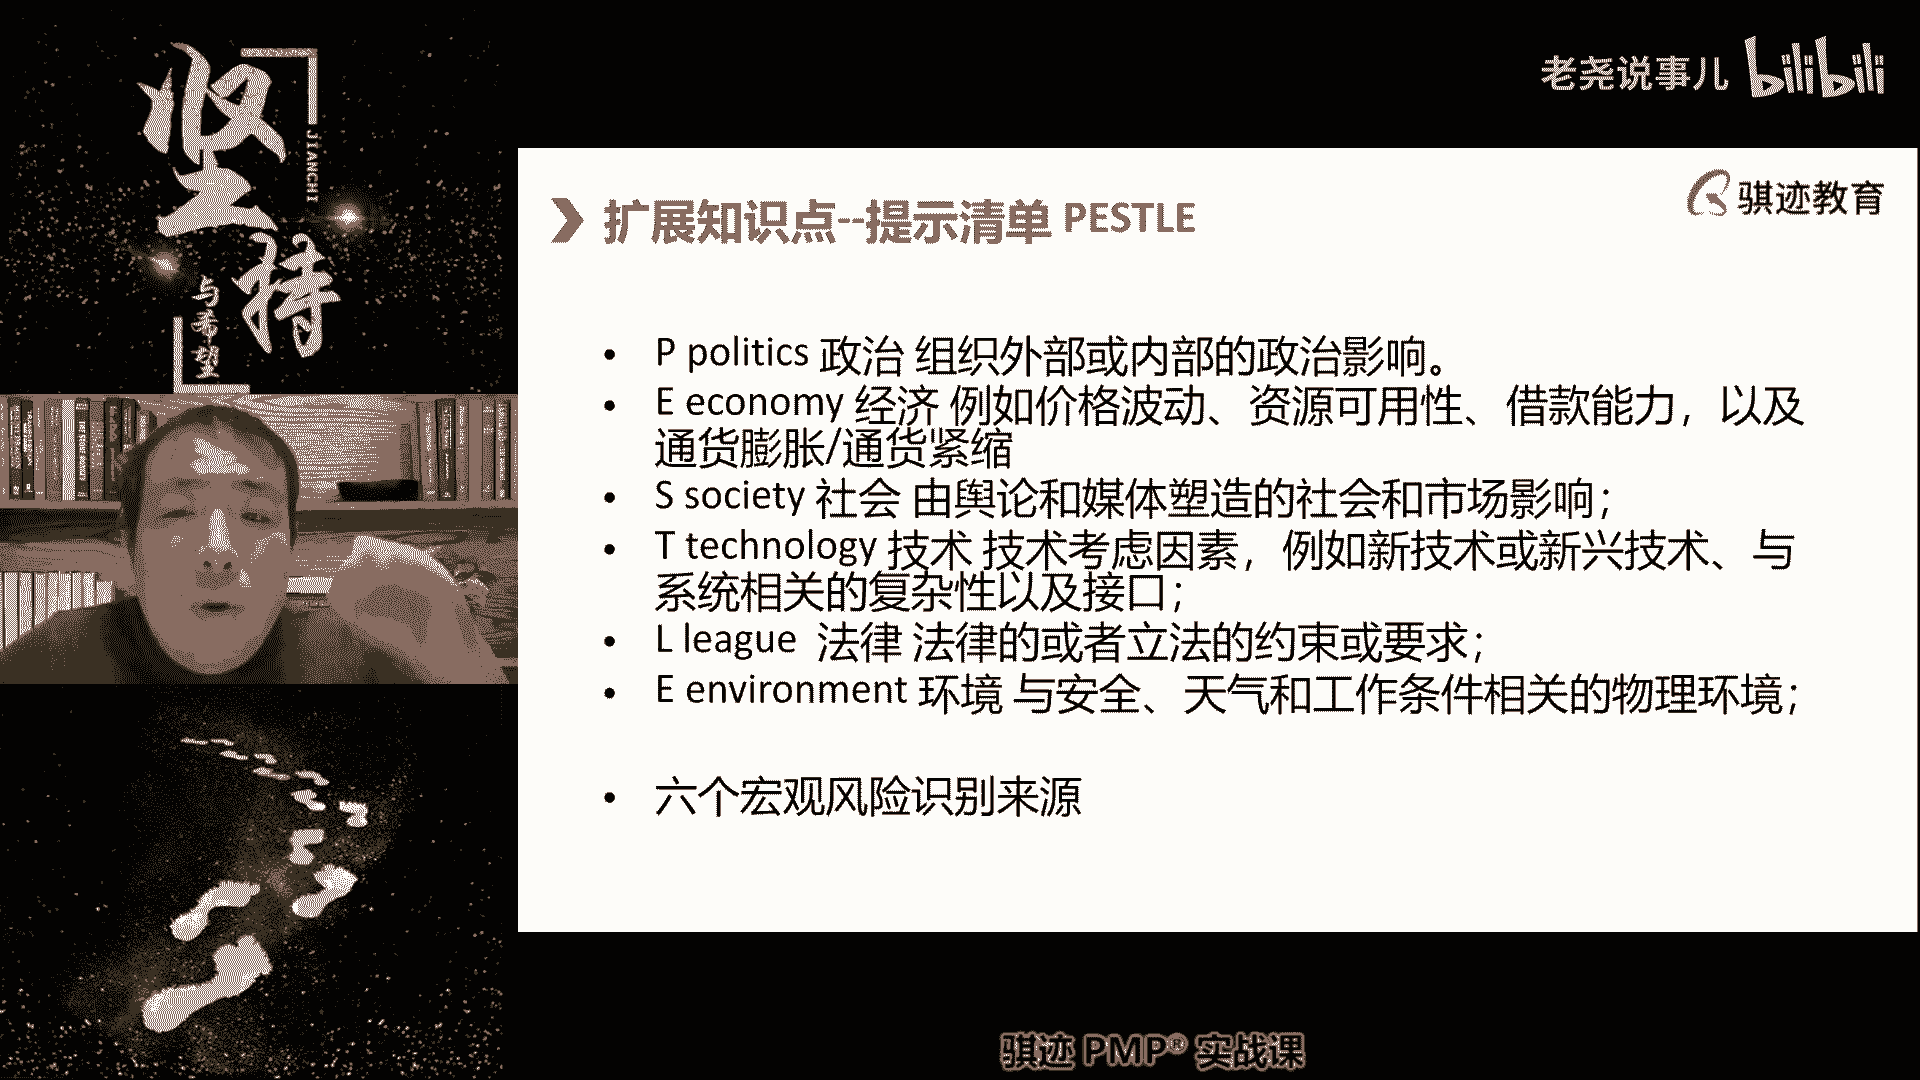 坚持
JIANCHI
与希望
老尧说事儿 bilibili
骐迹教育
扩展知识点--提示清单 PESTLE
• P politics 政治 组织外部或内部的政治影响。
• E economy 经济 例如价格波动、资源可用性、借款能力，以及
通货膨胀/通货紧缩
• S society 社会 由舆论和媒体塑造的社会和市场影响；
• T technology 技术 技术考虑因素，例如新技术或新兴技术、与
系统相关的复杂性以及接口；
• L league 法律 法律的或者立法的约束或要求；
• E environment 环境 与安全、天气和工作条件相关的物理环境；
• 六个宏观风险识别来源
骐迹 PMP® 实战课